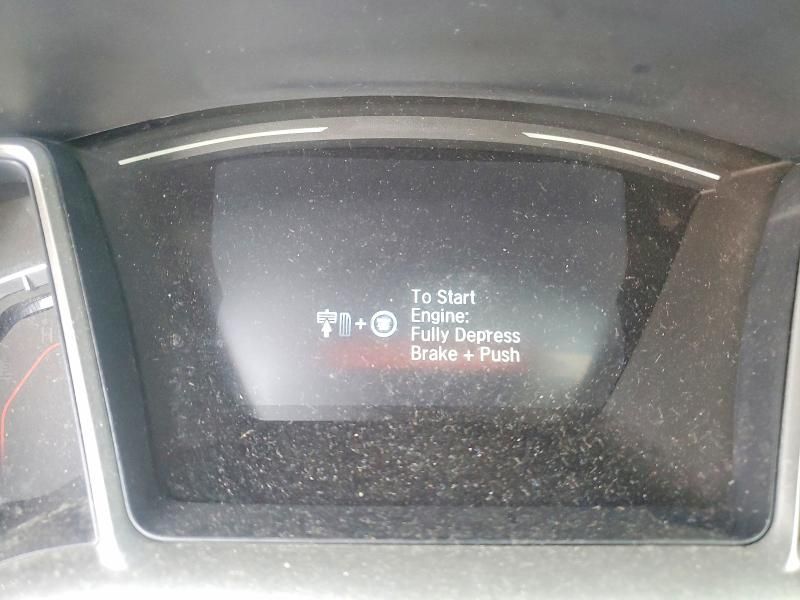 To Start
Engine:
Fully Depress
Brake + Push